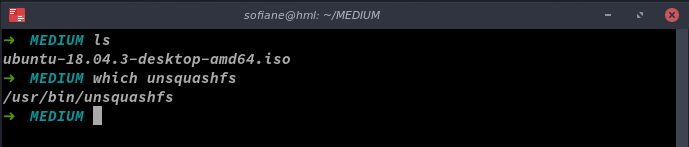 sofiane@hml: ~/MEDIUM
➜ MEDIUM ls
ubuntu-18.04.3-desktop-amd64.iso
➜ MEDIUM which unsquashfs
/usr/bin/unsquashfs
➜ MEDIUM